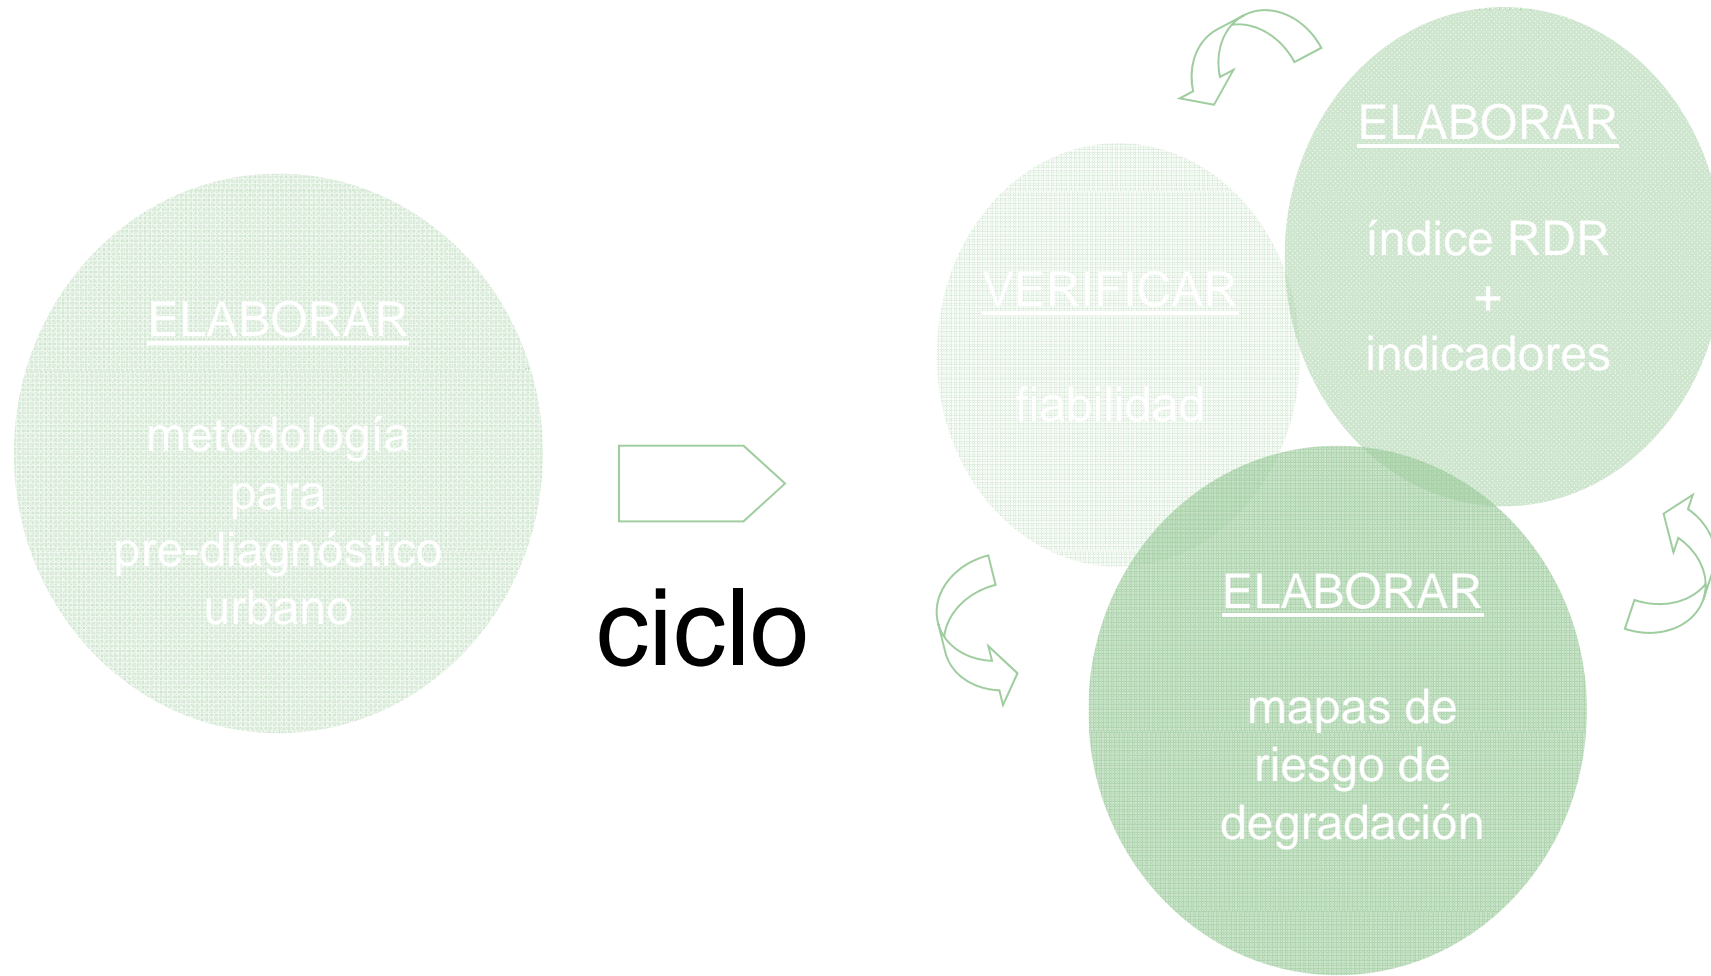 ELABORAR
metodología
para
pre-diagnóstico
urbano
ciclo
VERIFICAR
fiabilidad
ELABORAR
índice RDR
+
indicadores
ELABORAR
mapas de
riesgo de
degradación